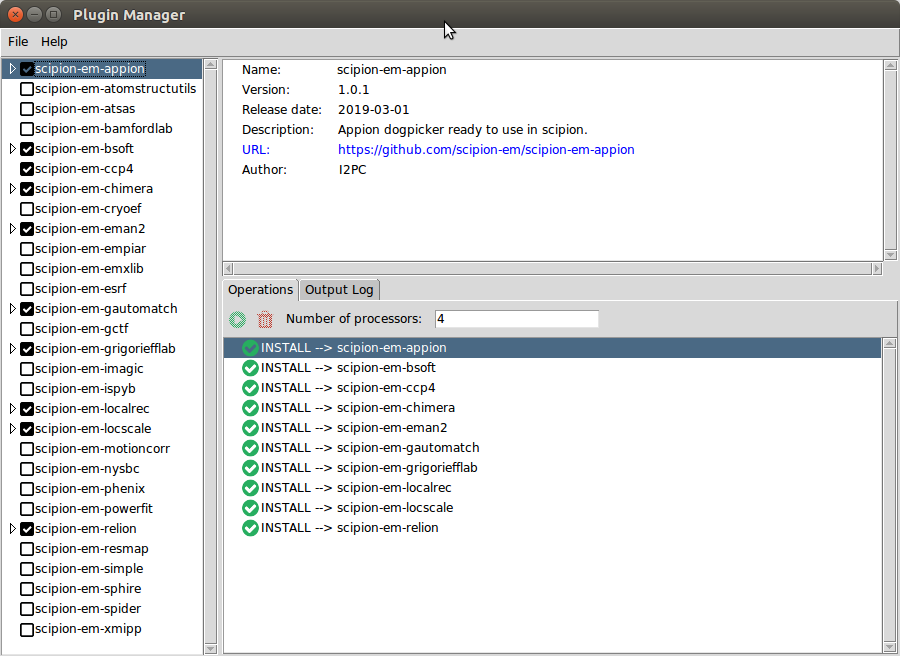 Plugin Manager
File Help
scipion-em-appion
scipion-em-atomstructutils
scipion-em-atsas
scipion-em-bamfordlab
scipion-em-bsoft
scipion-em-ccp4
scipion-em-chimera
scipion-em-cryoef
scipion-em-eman2
scipion-em-empiar
scipion-em-emxlib
scipion-em-esrf
scipion-em-gautomatch
scipion-em-gctf
scipion-em-grigoriefflab
scipion-em-imagic
scipion-em-ispyb
scipion-em-localrec
scipion-em-locscale
scipion-em-motioncorr
scipion-em-nysbc
scipion-em-phenix
scipion-em-powerfit
scipion-em-relion
scipion-em-resmap
scipion-em-simple
scipion-em-sphire
scipion-em-spider
scipion-em-xmipp
Name: scipion-em-appion
Version: 1.0.1
Release date: 2019-03-01
Description: Appion dogpicker ready to use in scipion.
URL: https://github.com/scipion-em/scipion-em-appion
Author: I2PC
Operations Output Log
Number of processors: 4
INSTALL --> scipion-em-appion
INSTALL --> scipion-em-bsoft
INSTALL --> scipion-em-ccp4
INSTALL --> scipion-em-chimera
INSTALL --> scipion-em-eman2
INSTALL --> scipion-em-gautomatch
INSTALL --> scipion-em-grigoriefflab
INSTALL --> scipion-em-localrec
INSTALL --> scipion-em-locscale
INSTALL --> scipion-em-relion